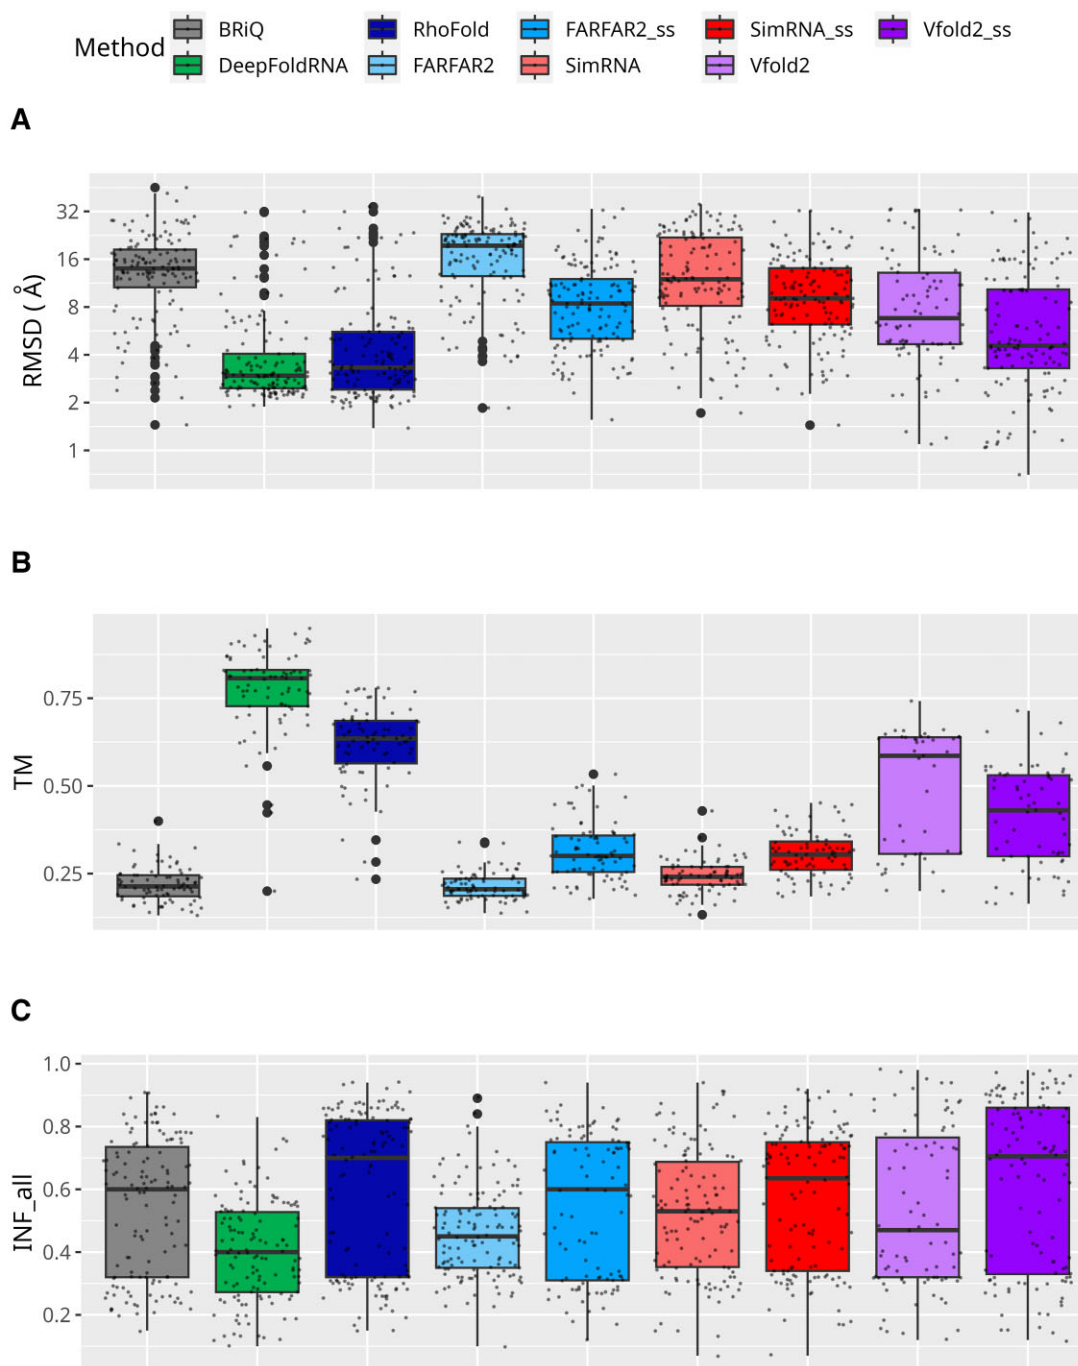 Method BRiQ RhoFold FARFAR2_ss SimRNA_ss Vfold2_ss
DeepFoldRNA FARFAR2 SimRNA Vfold2
A
32
16
8
4
2
1
RMSD ( Å)
B
0.75
0.50
0.25
TM
C
1.0
0.8
0.6
0.4
0.2
INF_all